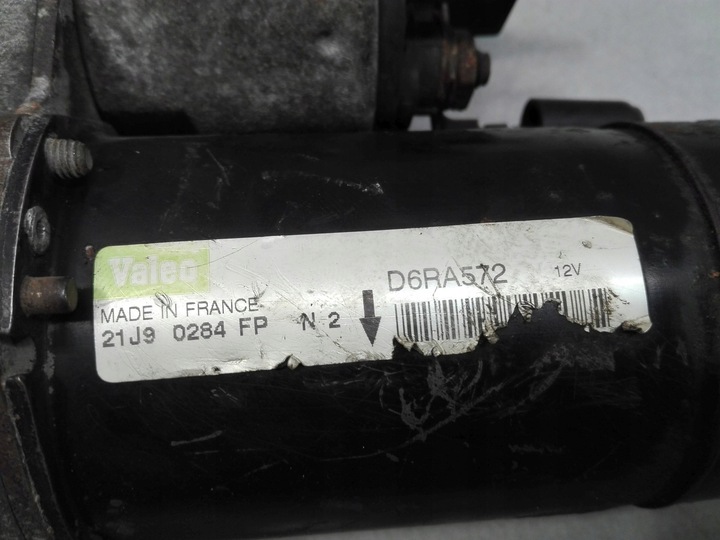 Valeo
D6RA572 12V
MADE IN FRANCE
21J9 0284 FP N 2